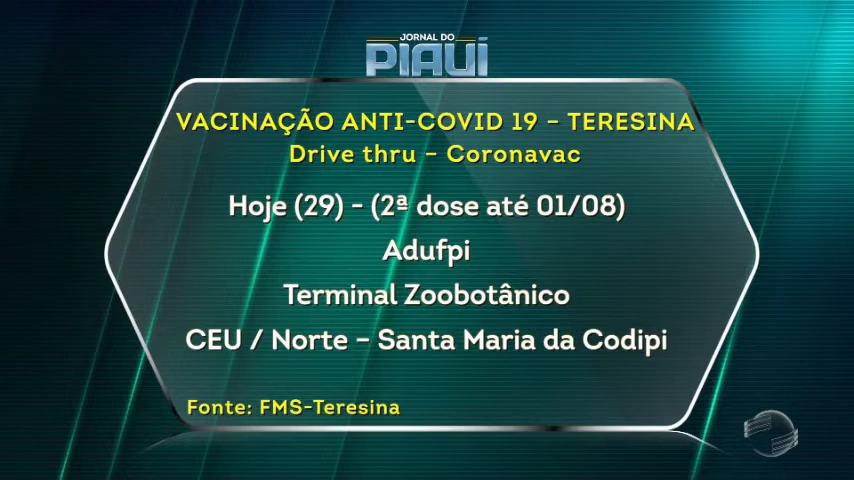 JORNAL DO
PIAUÍ
VACINAÇÃO ANTI-COVID 19 – TERESINA
Drive thru – Coronavac
Hoje (29) - (2ª dose até 01/08)
Adufpi
Terminal Zoobotânico
CEU / Norte – Santa Maria da Codipi
Fonte: FMS-Teresina